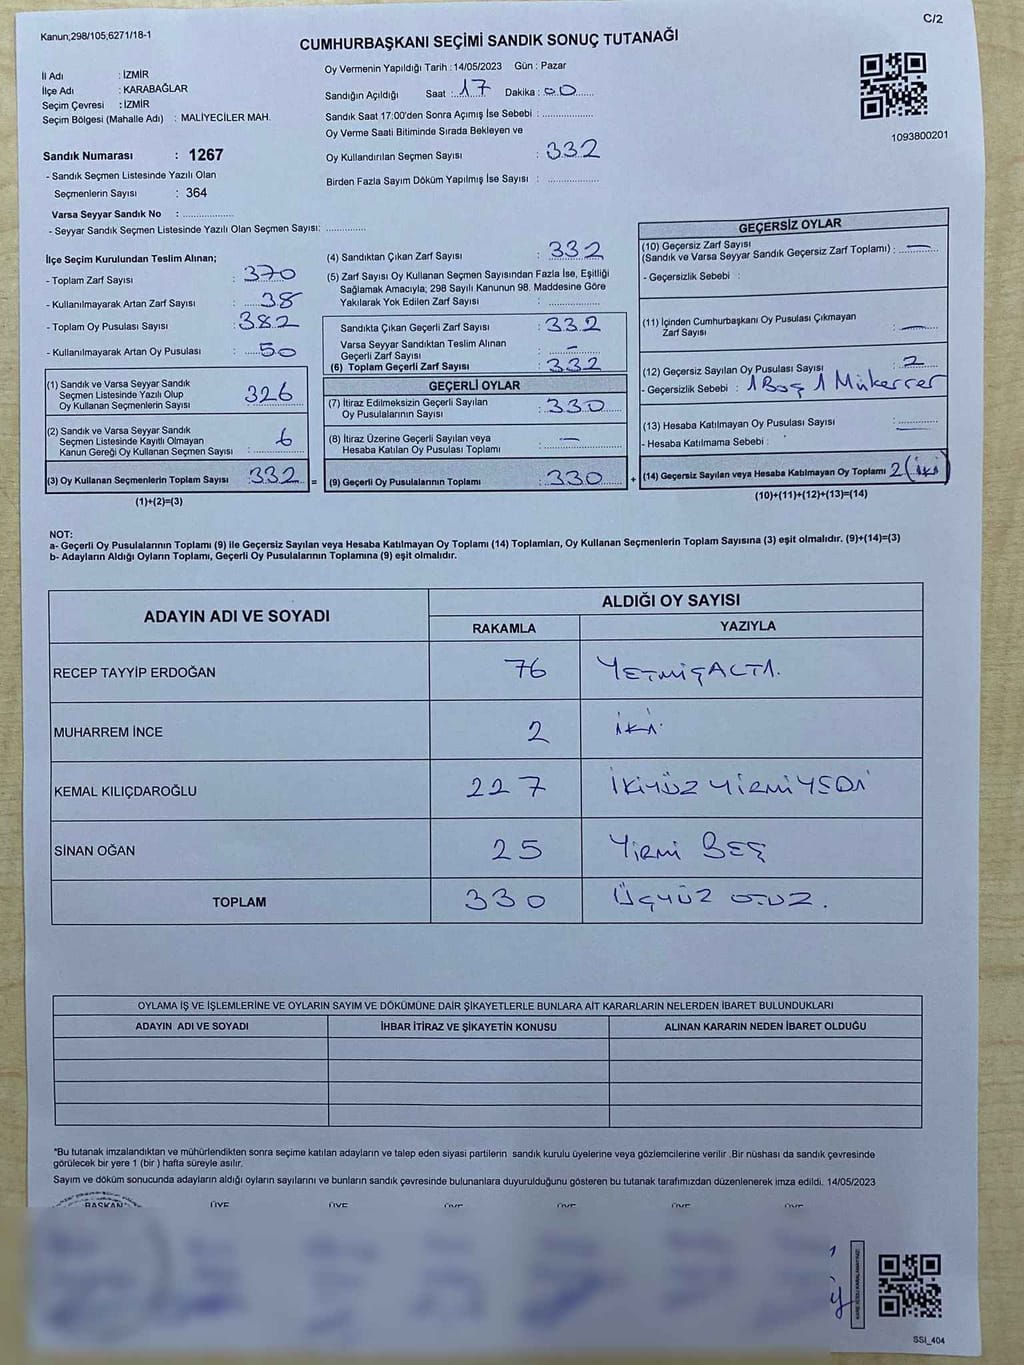 C/2
Kanun;298/105,6271/18-1
CUMHURBAŞKANI SEÇİMİ SANDIK SONUÇ TUTANAĞI
İl Adı : İZMİR
İlçe Adı : KARABAĞLAR
Seçim Çevresi : İZMİR
Seçim Bölgesi (Mahalle Adı) : MALİYECİLER MAH.
Sandık Numarası : 1267
- Sandık Seçmen Listesinde Yazılı Olan
Seçmenlerin Sayısı : 364
Varsa Seyyar Sandık No :
- Seyyar Sandık Seçmen Listesinde Yazılı Olan Seçmen Sayısı:
Oy Vermenin Yapıldığı Tarih :14/05/2023 Gün : Pazar
Sandığın Açıldığı Saat : 17 Dakika : 00
Sandık Saat 17:00'den Sonra Açımış İse Sebebi :
Oy Verme Saati Bitiminde Sırada Bekleyen ve
Oy Kullandırılan Seçmen Sayısı : 332
Birden Fazla Sayım Döküm Yapılmış İse Sayısı :
1093800201
İlçe Seçim Kurulundan Teslim Alınan;
- Toplam Zarf Sayısı : 370
- Kullanılmayarak Artan Zarf Sayısı : 38
- Toplam Oy Pusulası Sayısı : 382
- Kullanılmayarak Artan Oy Pusulası : 50
(1) Sandık ve Varsa Seyyar Sandık
Seçmen Listesinde Yazılı Olup
Oy Kullanan Seçmenlerin Sayısı : 326
(2) Sandık ve Varsa Seyyar Sandık
Seçmen Listesinde Kayıtlı Olmayan
Kanun Gereği Oy Kullanan Seçmen Sayısı : 6
(3) Oy Kullanan Seçmenlerin Toplam Sayısı : 332 =
(1)+(2)=(3)
(4) Sandıktan Çıkan Zarf Sayısı : 332
(5) Zarf Sayısı Oy Kullanan Seçmen Sayısından Fazla İse, Eşitliği
Sağlamak Amacıyla; 298 Sayılı Kanunun 98. Maddesine Göre
Yakılarak Yok Edilen Zarf Sayısı :
Sandıkta Çıkan Geçerli Zarf Sayısı : 332
Varsa Seyyar Sandıktan Teslim Alınan
Geçerli Zarf Sayısı : —
(6) Toplam Geçerli Zarf Sayısı : 332
GEÇERLİ OYLAR
(7) İtiraz Edilmeksizin Geçerli Sayılan
Oy Pusulalarının Sayısı : 330
(8) İtiraz Üzerine Geçerli Sayılan veya
Hesaba Katılan Oy Pusulası Toplamı : —
(9) Geçerli Oy Pusulalarının Toplamı : 330 +
GEÇERSİZ OYLAR
(10) Geçersiz Zarf Sayısı
(Sandık ve Varsa Seyyar Sandık Geçersiz Zarf Toplamı) : —
- Geçersizlik Sebebi :
(11) İçinden Cumhurbaşkanı Oy Pusulası Çıkmayan
Zarf Sayısı : —
(12) Geçersiz Sayılan Oy Pusulası Sayısı : 2
- Geçersizlik Sebebi : 1 Boş 1 Mükerrer
(13) Hesaba Katılmayan Oy Pusulası Sayısı : —
- Hesaba Katılmama Sebebi :
(14) Geçersiz Sayılan veya Hesaba Katılmayan Oy Toplamı 2 (iki)
(10)+(11)+(12)+(13)=(14)
NOT:
a- Geçerli Oy Pusulalarının Toplamı (9) ile Geçersiz Sayılan veya Hesaba Katılmayan Oy Toplamı (14) Toplamları, Oy Kullanan Seçmenlerin Toplam Sayısına (3) eşit olmalıdır. (9)+(14)=(3)
b- Adayların Aldığı Oyların Toplamı, Geçerli Oy Pusulalarının Toplamına (9) eşit olmalıdır.
ADAYIN ADI VE SOYADI ALDIĞI OY SAYISI
RAKAMLA YAZIYLA
RECEP TAYYİP ERDOĞAN 76 YETMİŞALTI.
MUHARREM İNCE 2 İKİ.
KEMAL KILIÇDAROĞLU 227 İKİYÜZ YİRMİYEDİ
SİNAN OĞAN 25 YİRMİ BEŞ
TOPLAM 330 ÜÇYÜZ OTUZ.
OYLAMA İŞ VE İŞLEMLERİNE VE OYLARIN SAYIM VE DÖKÜMÜNE DAİR ŞİKAYETLERLE BUNLARA AİT KARARLARIN NELERDEN İBARET BULUNDUKLARI
ADAYIN ADI VE SOYADI İHBAR İTİRAZ VE ŞİKAYETİN KONUSU ALINAN KARARIN NEDEN İBARET OLDUĞU
*Bu tutanak imzalandıktan ve mühürlendikten sonra seçime katılan adayların ve talep eden siyasi partilerin sandık kurulu üyelerine veya gözlemcilerine verilir .Bir nüshası da sandık çevresinde
görülecek bir yere 1 (bir ) hafta süreyle asılır.
Sayım ve döküm sonucunda adayların aldığı oyların sayılarını ve bunların sandık çevresinde bulunanlara duyurulduğunu gösteren bu tutanak tarafımızdan düzenlenerek imza edildi. 14/05/2023
BAŞKAN ÜYE ÜYE ÜYE ÜYE ÜYE ÜYE
SSI_404